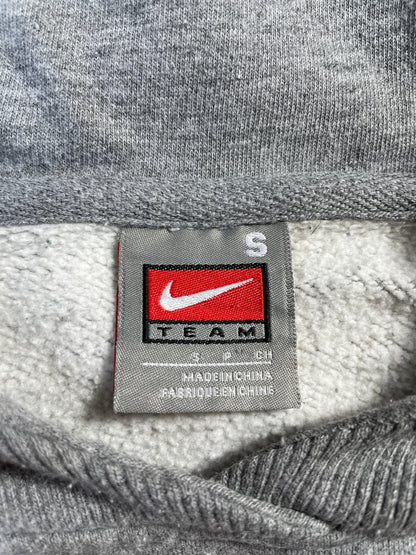 S
TEAM
S P CH
MADE IN CHINA
FABRIQUE EN CHINE